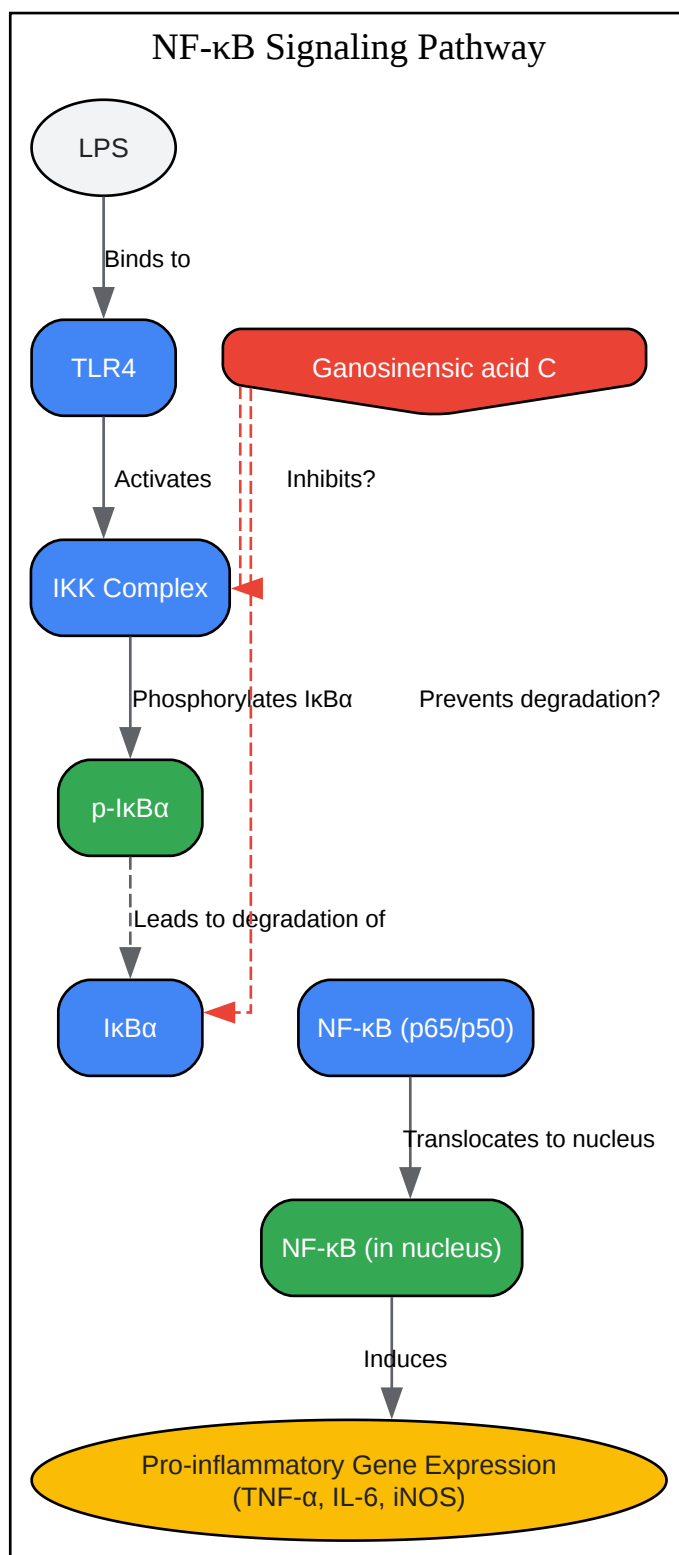 NF-κB Signaling Pathway
LPS
Binds to
TLR4
Ganosinensic acid C
Activates
Inhibits?
IKK Complex
Phosphorylates IκBα
Prevents degradation?
p-IκBα
Leads to degradation of
IκBα
NF-κB (p65/p50)
Translocates to nucleus
NF-κB (in nucleus)
Induces
Pro-inflammatory Gene Expression
(TNF-α, IL-6, iNOS)